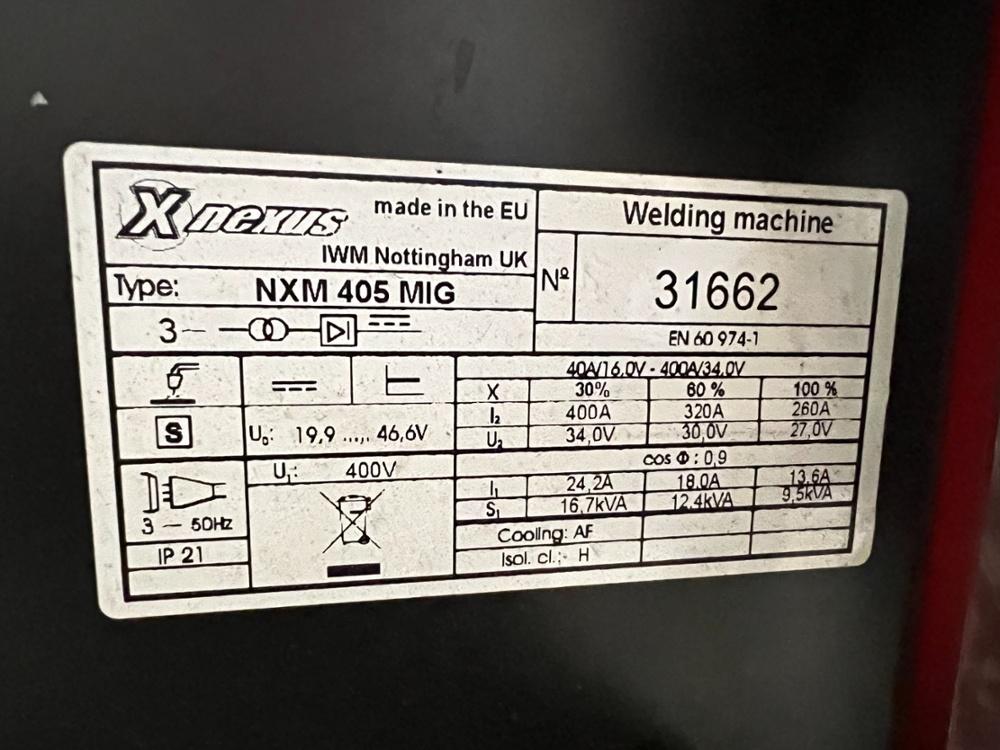 X nexus made in the EU
IWM Nottingham UK
Welding machine
Type: NXM 405 MIG
Nº 31662
3~
EN 60 974-1
40A/16.0V - 400A/34.0V
X 30% 60 % 100 %
I₂ 400A 320A 260A
S U₀: 19,9 ..,.. 46,6V
U₂ 34,0V 30,0V 27,0V
U₁: 400V
cos Φ : 0,9
I₁ 24,2A 18.0A 13,6A
3 ~ 50Hz
S₁ 16,7kVA 12,4kVA 9,5kVA
Cooling: AF
IP 21
Isol. cl.:- H